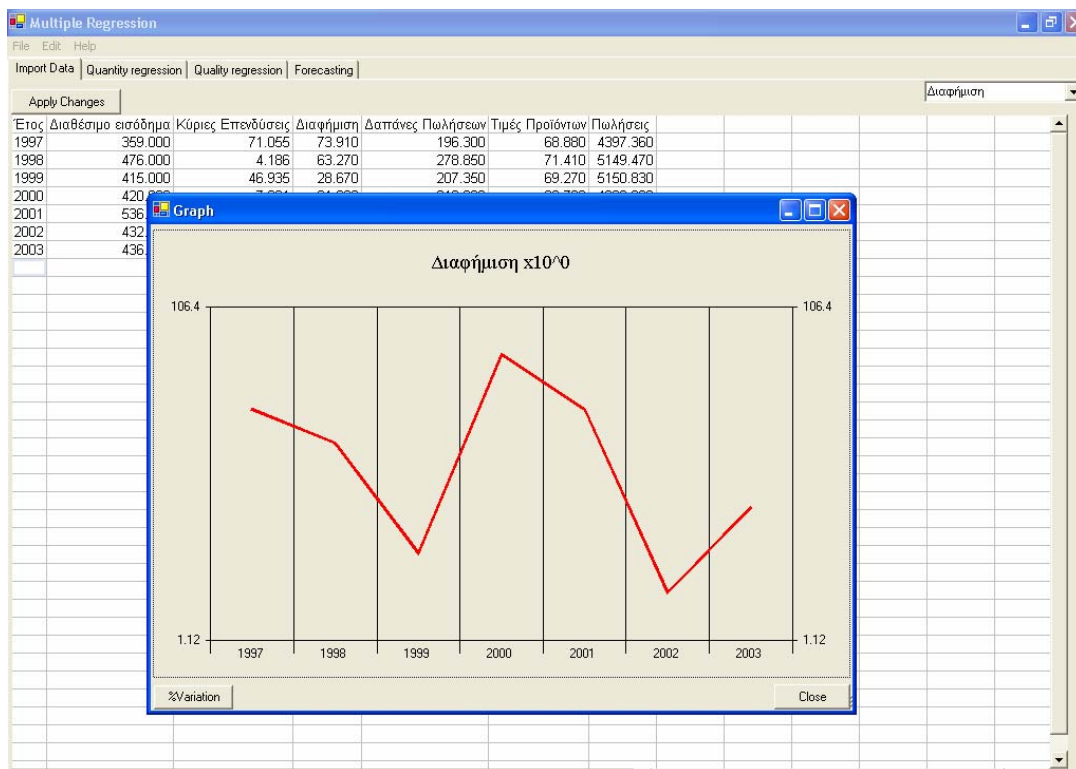 Multiple Regression
File Edit Help
Import Data Quantity regression Quality regression Forecasting
Apply Changes Διαφήμιση
Έτος Διαθέσιμο εισόδημα Κύριες Επενδύσεις Διαφήμιση Δαπάνες Πωλήσεων Τιμές Προϊόντων Πωλήσεις
1997 359.000 71.055 73.910 196.300 68.880 4397.360
1998 476.000 4.186 63.270 278.850 71.410 5149.470
1999 415.000 46.935 28.670 207.350 69.270 5150.830
2000
2001 536.
2002 432.
2003 436.
Graph
Διαφήμιση x10^0
106.4 106.4
1.12 1.12
1997 1998 1999 2000 2001 2002 2003
%Variation Close